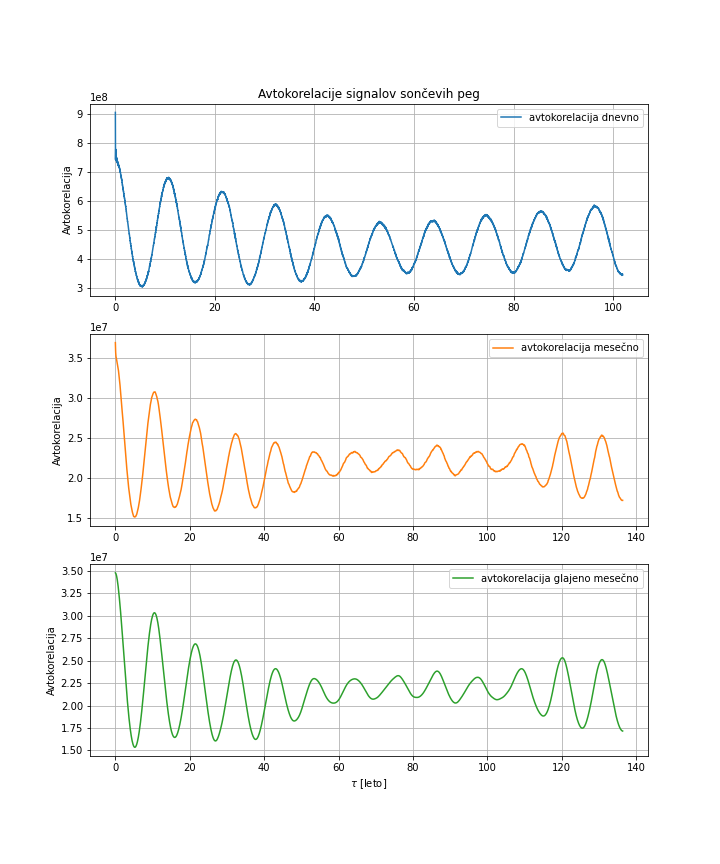 Avtokorelacije signalov sončevih peg
1e8
avtokorelacija dnevno
Avtokorelacija
9
8
7
6
5
4
3
0 20 40 60 80 100
1e7
avtokorelacija mesečno
Avtokorelacija
3.5
3.0
2.5
2.0
1.5
0 20 40 60 80 100 120 140
1e7
avtokorelacija glajeno mesečno
Avtokorelacija
3.50
3.25
3.00
2.75
2.50
2.25
2.00
1.75
1.50
0 20 40 60 80 100 120 140
τ [leto]